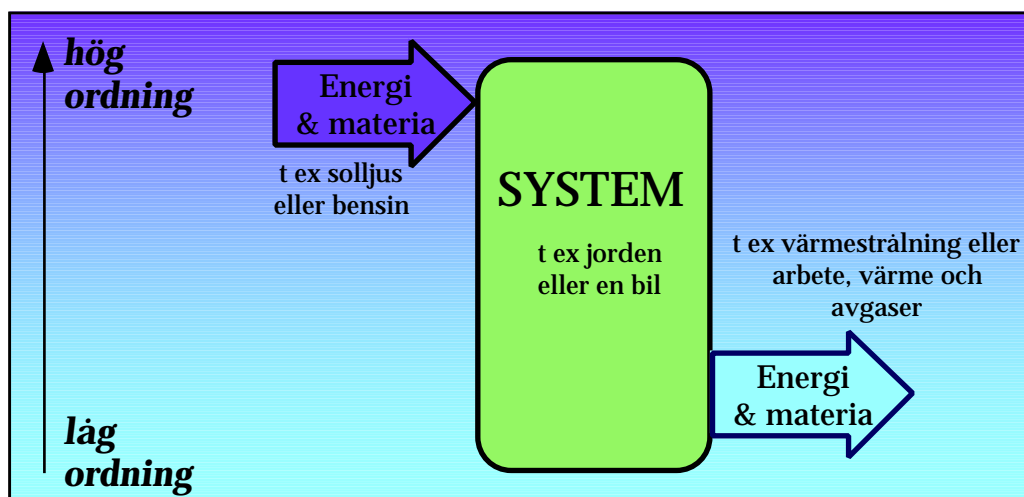 hög
ordning
Energi
& materia
t ex solljus
eller bensin
SYSTEM
t ex jorden
eller en bil
t ex värmestrålning eller
arbete, värme och
avgaser
Energi
& materia
låg
ordning